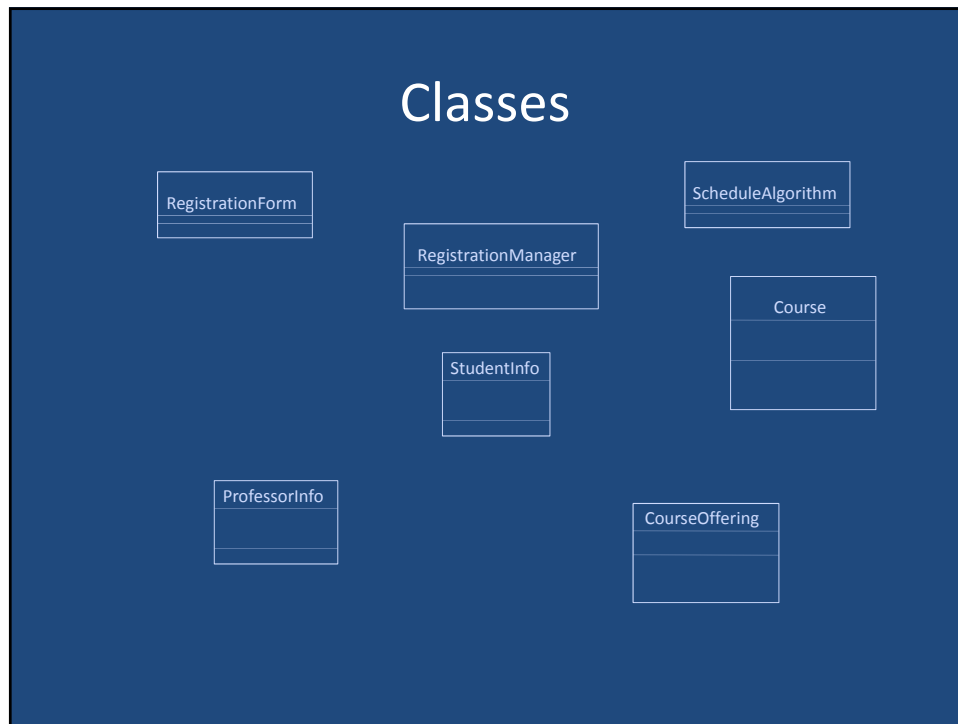 Classes
RegistrationForm
ScheduleAlgorithm
RegistrationManager
Course
StudentInfo
ProfessorInfo
CourseOffering